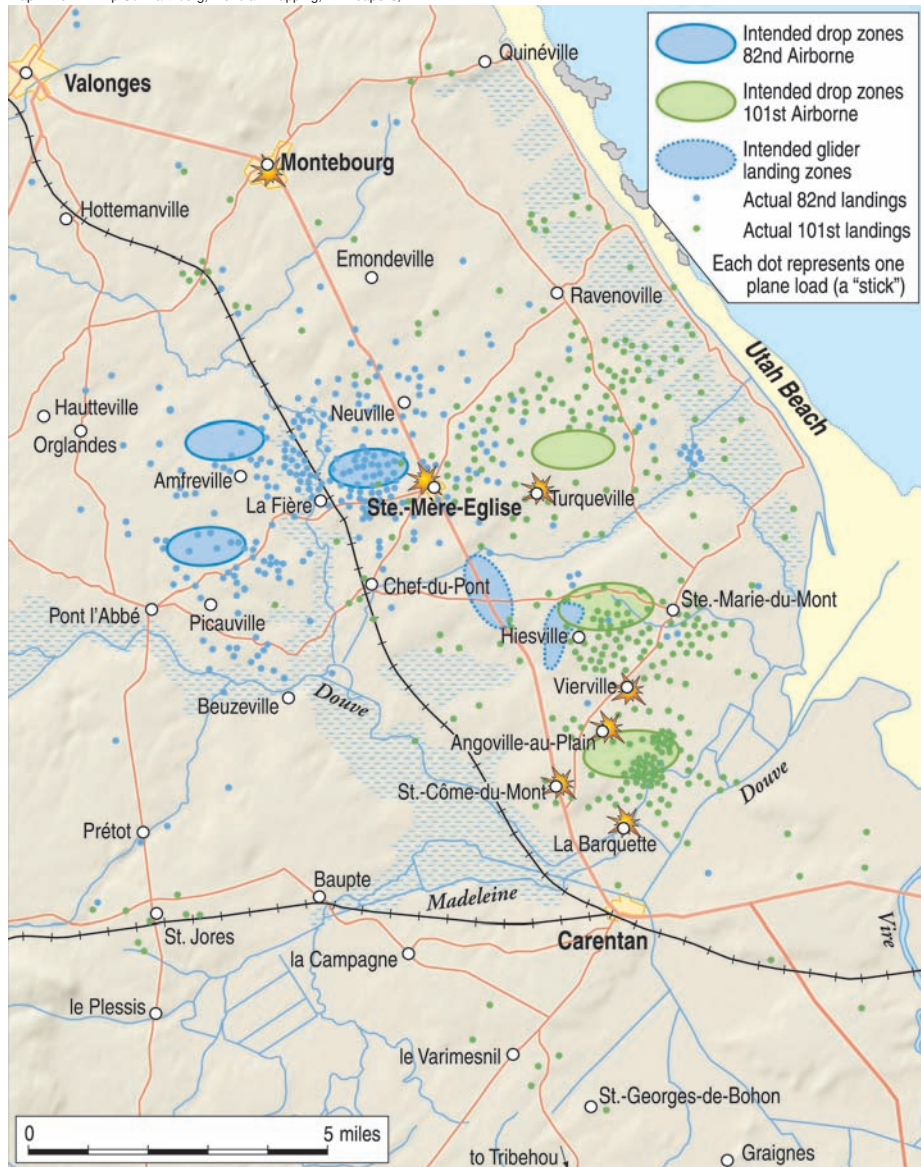 Quinéville
Intended drop zones
82nd Airborne
Intended drop zones
101st Airborne
Intended glider
landing zones
Actual 82nd landings
Actual 101st landings
Each dot represents one
plane load (a “stick”)
Valonges
Montebourg
Hottemanville
Emondeville
Ravenoville
Utah Beach
Hautteville
Orglandes
Neuville
Amfreville
La Fière
Ste.-Mère-Eglise
Turqueville
Chef-du-Pont
Ste.-Marie-du-Mont
Pont l’Abbé
Picauville
Hiesville
Beuzeville
Douve
Vierville
Angoville-au-Plain
St.-Côme-du-Mont
Douve
Prétot
La Barquette
Baupte
Madeleine
St. Jores
Carentan
Vire
la Campagne
le Plessis
le Varimesnil
St.-Georges-de-Bohon
0 5 miles
to Tribehou
Graignes